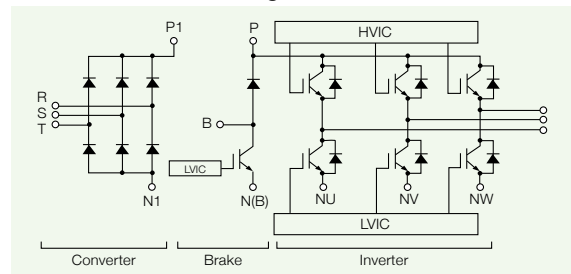 P1
P
HVIC
R
S
T
B
LVIC
N1
N(B)
NU
NV
NW
LVIC
Converter
Brake
Inverter